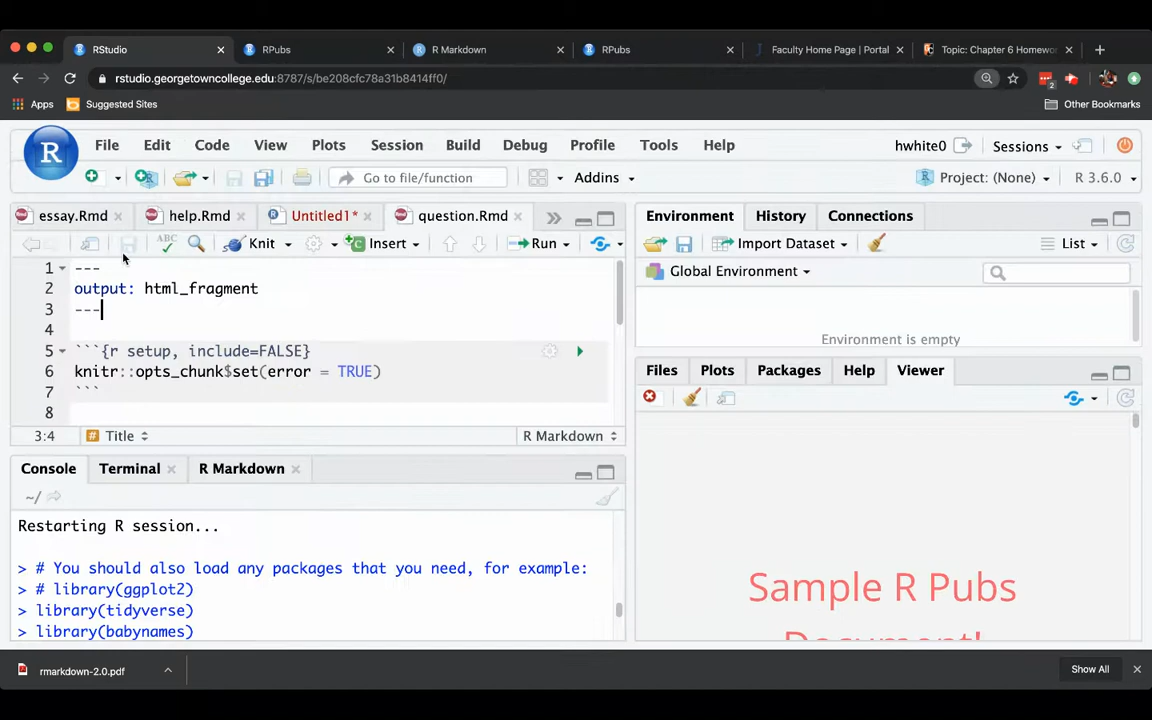 RStudio × RPubs × R Markdown × RPubs × Faculty Home Page | Portal × Topic: Chapter 6 Homewo × +
rstudio.georgetowncollege.edu:8787/s/be208cfc78a31b8414ff0/
2
Apps Suggested Sites Other Bookmarks
R File Edit Code View Plots Session Build Debug Profile Tools Help hwhite0 Sessions
Go to file/function Addins Project: (None) R 3.6.0
essay.Rmd × help.Rmd × Untitled1* × question.Rmd ×
ABC Knit Insert Run
1 ---
2 output: html_fragment
3 ---
4
5 ```{r setup, include=FALSE}
6 knitr::opts_chunk$set(error = TRUE)
7 ```
8
3:4 # Title R Markdown
Console Terminal × R Markdown ×
~/
Restarting R session...
> # You should also load any packages that you need, for example:
> # library(ggplot2)
> library(tidyverse)
> library(babynames)
Environment History Connections
Import Dataset List
Global Environment
Environment is empty
Files Plots Packages Help Viewer
Sample R Pubs
Document!
rmarkdown-2.0.pdf Show All ×